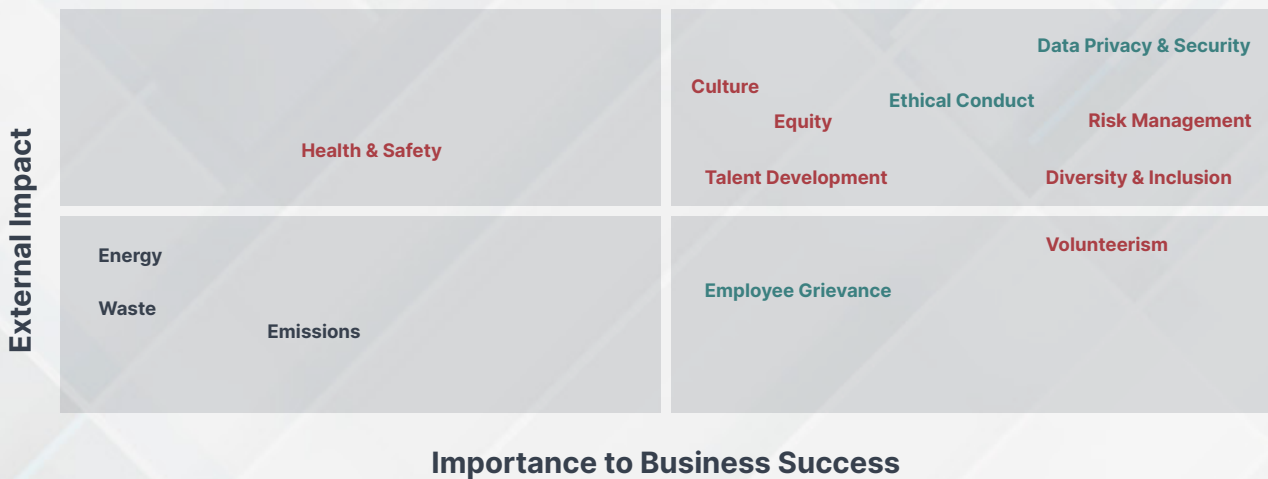 External Impact
Data Privacy & Security
Culture
Ethical Conduct
Equity
Risk Management
Health & Safety
Talent Development
Diversity & Inclusion
Energy
Volunteerism
Waste
Employee Grievance
Emissions
Importance to Business Success